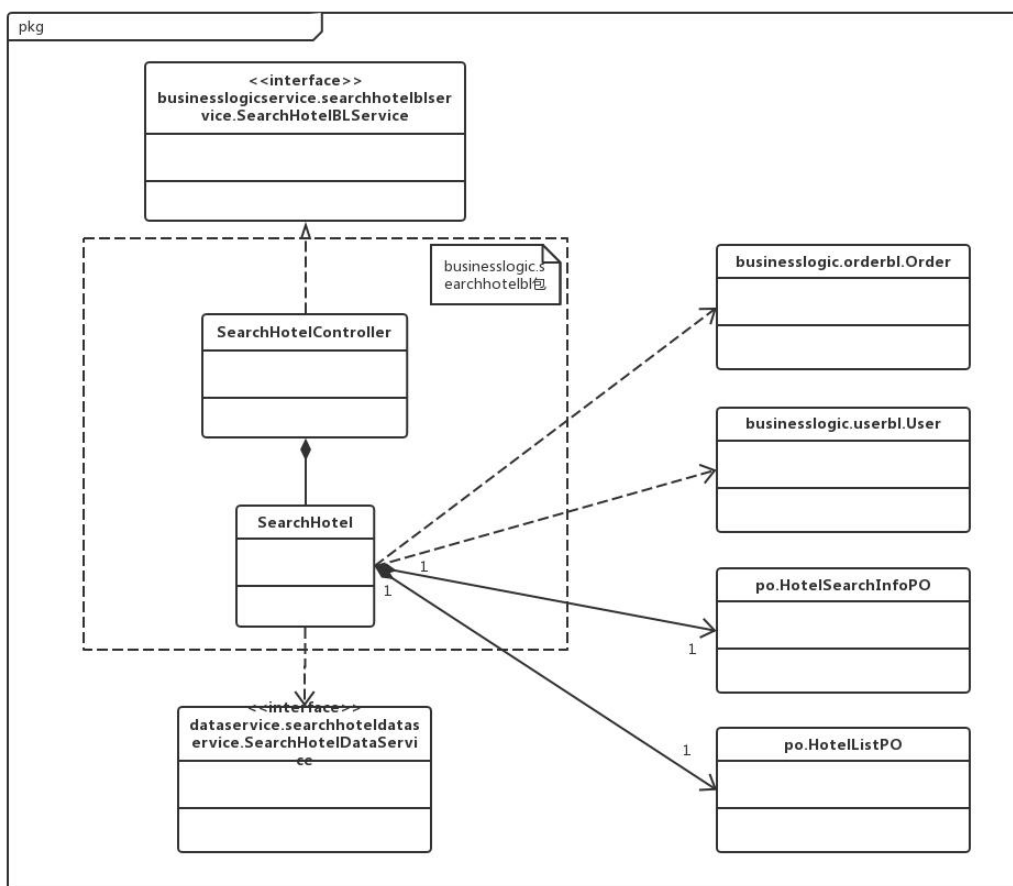 pkg
<<interface>>
businesslogicservice.searchhotelblser
vice.SearchHotelBLService
businesslogic.s
earchhotelbl包
businesslogic.orderbl.Order
SearchHotelController
businesslogic.userbl.User
SearchHotel
1
1
po.HotelSearchInfoPO
1
<<interface>>
dataservice.searchhoteldatas
ervice.SearchHotelDataServi
ce
1
po.HotelListPO